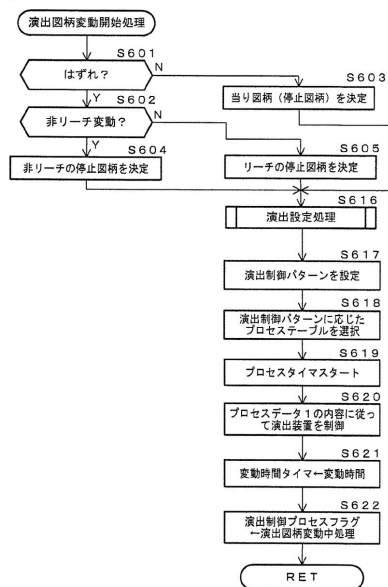 演出図柄変動開始処理
S601
はずれ?
N
S603
当り図柄(停止図柄)を決定
Y
S602
非リーチ変動?
N
Y
S604
非リーチの停止図柄を決定
S605
リーチの停止図柄を決定
S616
演出設定処理
S617
演出制御パターンを設定
S618
演出制御パターンに応じた
プロセステーブルを選択
S619
プロセスタイマスタート
S620
プロセスデータ1の内容に従っ
て演出装置を制御
S621
変動時間タイマ←変動時間
S622
演出制御プロセスフラグ
←演出図柄変動中処理
RET